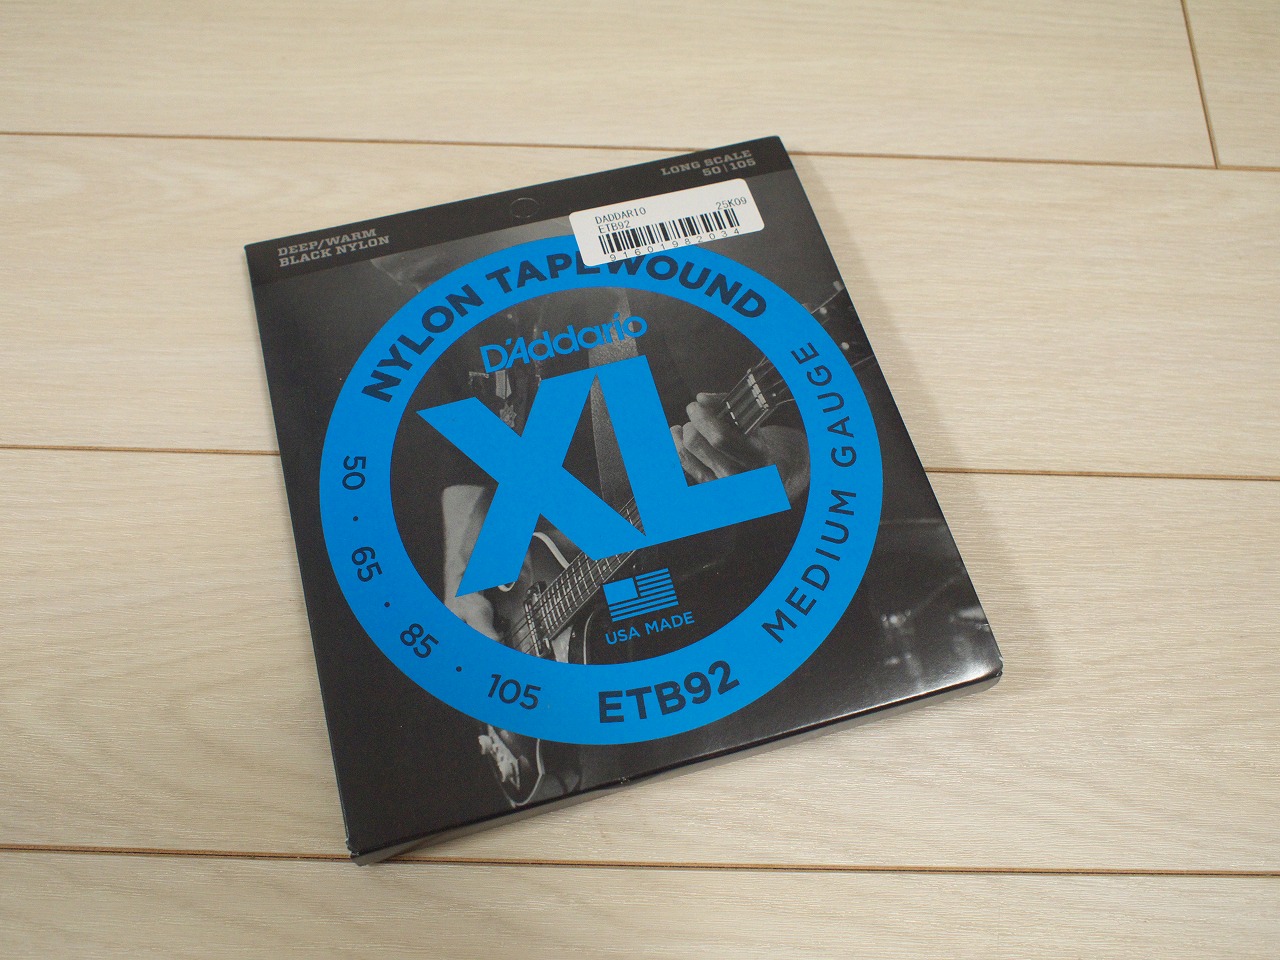 DEEP/WARM
BLACK NYLON
LONG SCALE
50 | 105
DADDARIO 25K09
ETB92
91601982034
NYLON TAPEWOUND
D'Addario
XL
MEDIUM GAUGE
50 · 65 · 85 · 105
USA MADE
ETB92